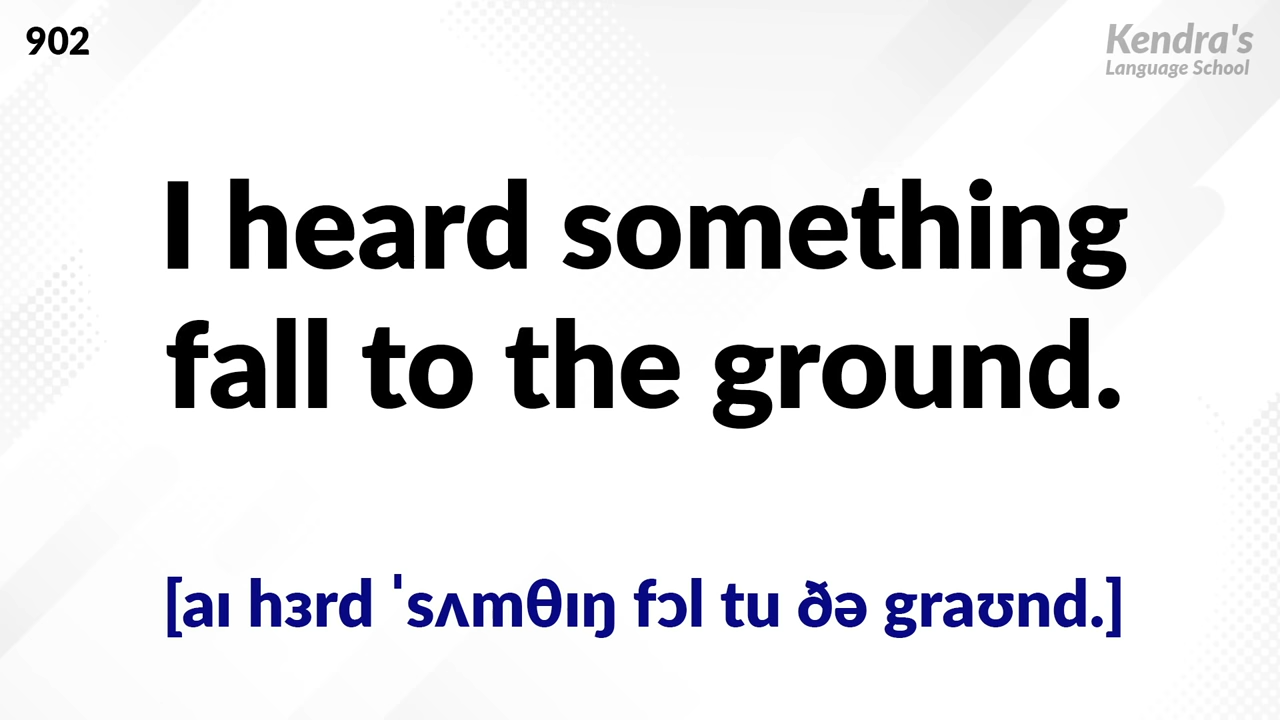 902
Kendra's
Language School
I heard something
fall to the ground.
[aɪ hɜrd ˈsʌmθɪŋ fɔl tu ðə graʊnd.]